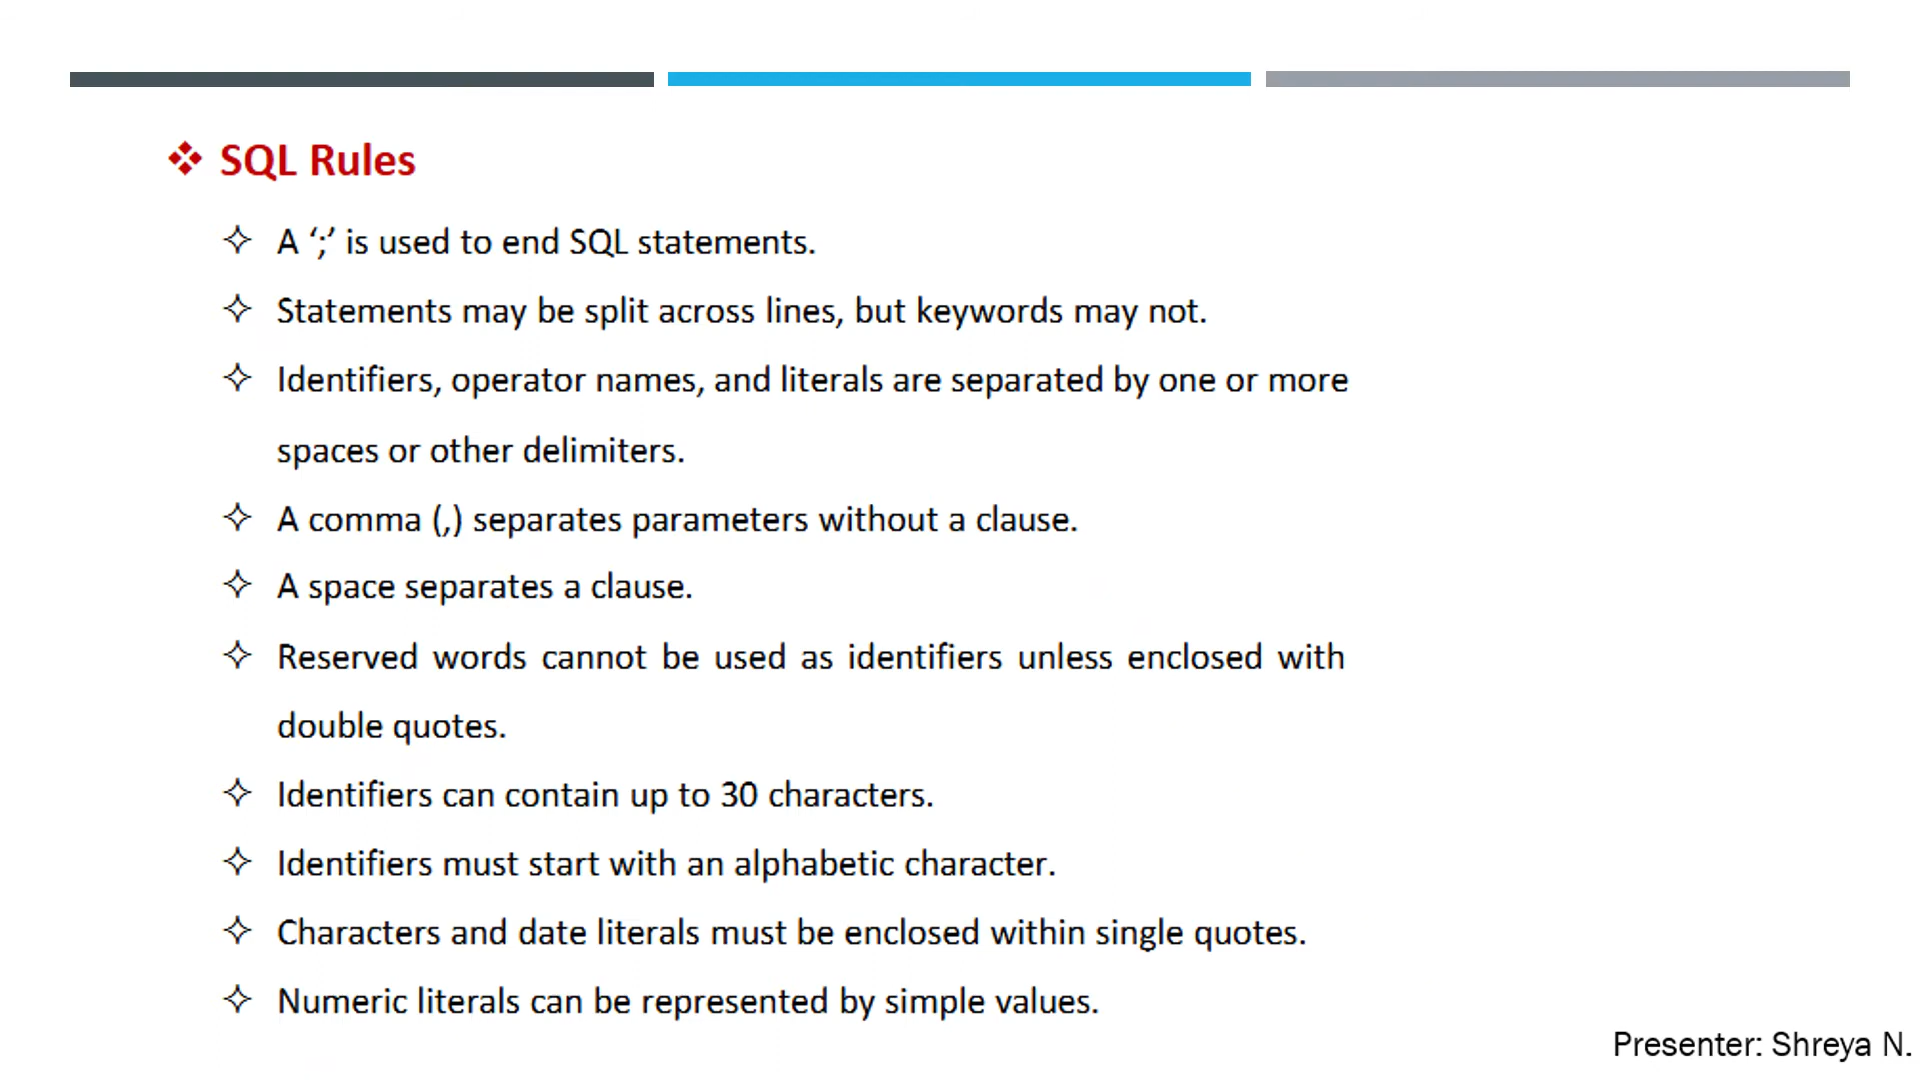 SQL Rules
A ‘;’ is used to end SQL statements.
Statements may be split across lines, but keywords may not.
Identifiers, operator names, and literals are separated by one or more
spaces or other delimiters.
A comma (,) separates parameters without a clause.
A space separates a clause.
Reserved words cannot be used as identifiers unless enclosed with
double quotes.
Identifiers can contain up to 30 characters.
Identifiers must start with an alphabetic character.
Characters and date literals must be enclosed within single quotes.
Numeric literals can be represented by simple values.
Presenter: Shreya N.